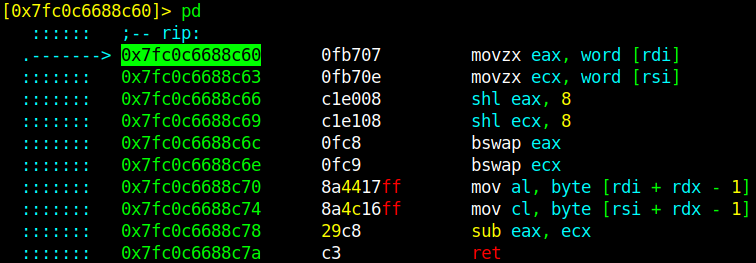 [0x7fc0c6688c60]> pd
:::::: ;-- rip:
.-------> 0x7fc0c6688c60 0fb707 movzx eax, word [rdi]
::::::: 0x7fc0c6688c63 0fb70e movzx ecx, word [rsi]
::::::: 0x7fc0c6688c66 c1e008 shl eax, 8
::::::: 0x7fc0c6688c69 c1e108 shl ecx, 8
::::::: 0x7fc0c6688c6c 0fc8 bswap eax
::::::: 0x7fc0c6688c6e 0fc9 bswap ecx
::::::: 0x7fc0c6688c70 8a4417ff mov al, byte [rdi + rdx - 1]
::::::: 0x7fc0c6688c74 8a4c16ff mov cl, byte [rsi + rdx - 1]
::::::: 0x7fc0c6688c78 29c8 sub eax, ecx
::::::: 0x7fc0c6688c7a c3 ret